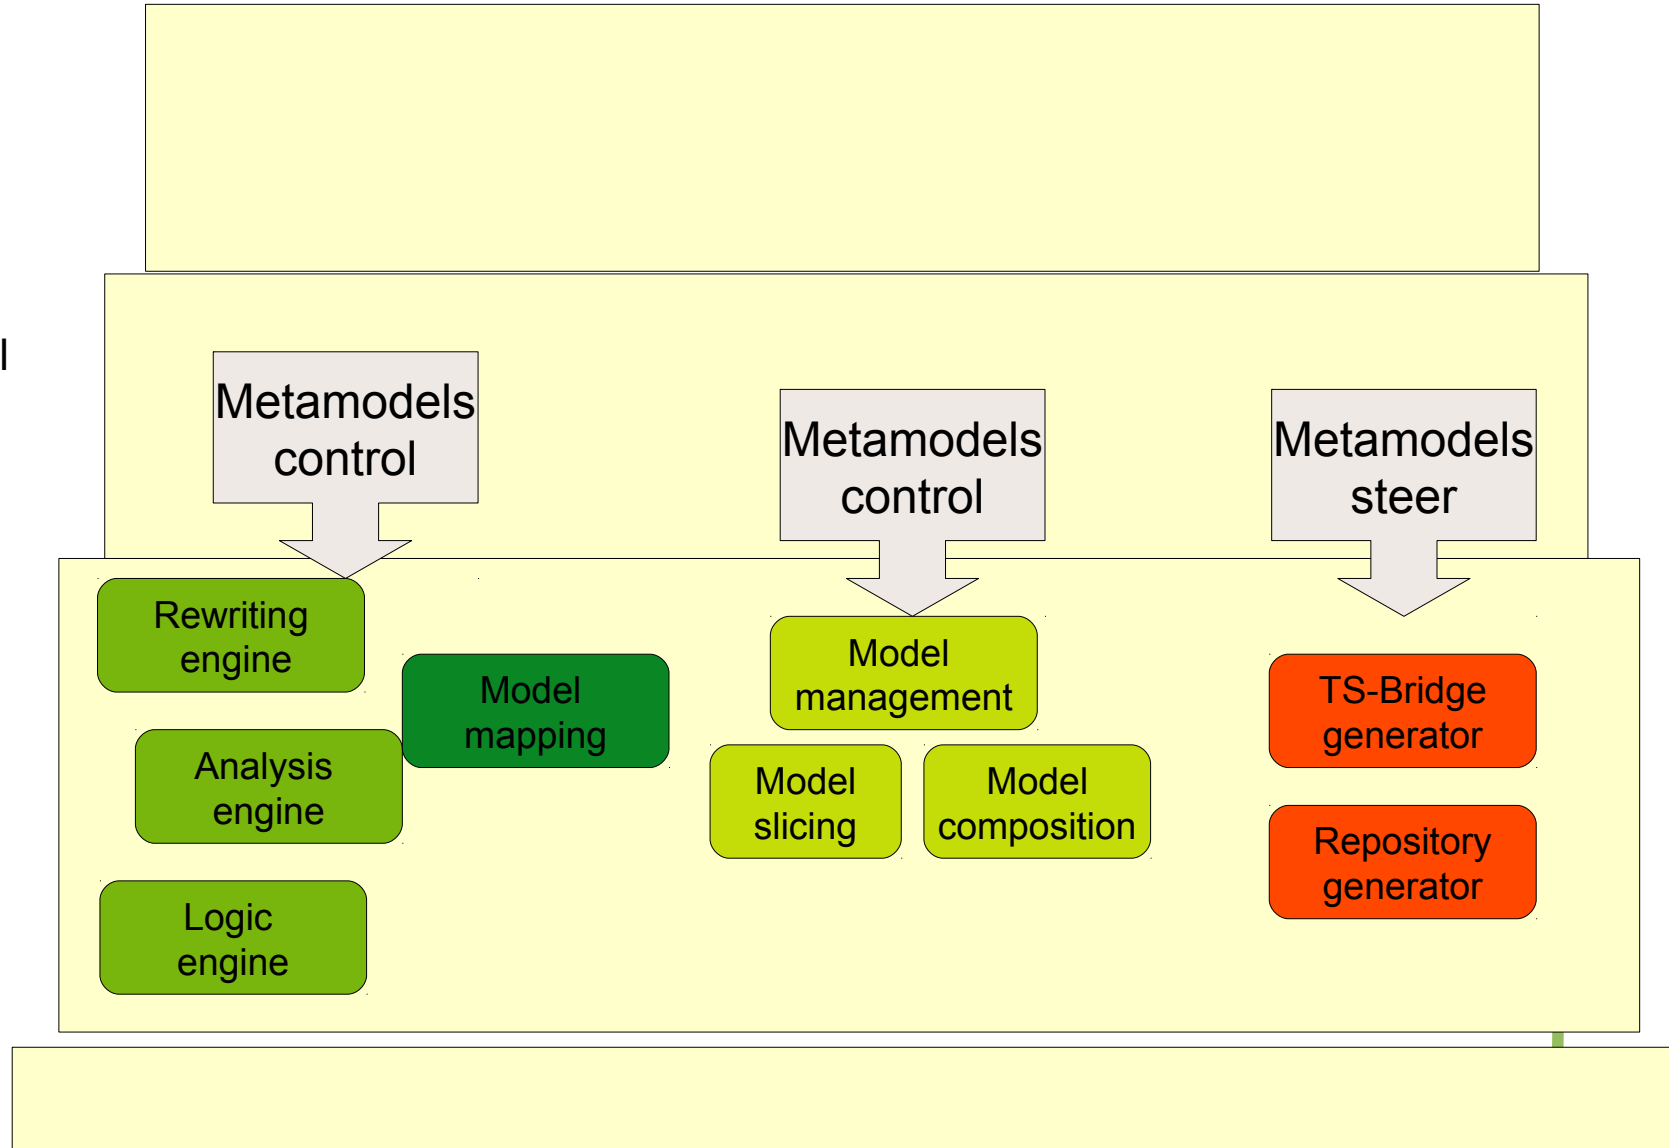 Metamodels
control
Metamodels
control
Metamodels
steer
Rewriting
engine
Model
mapping
Analysis
engine
Logic
engine
Model
management
Model
slicing
Model
composition
TS-Bridge
generator
Repository
generator